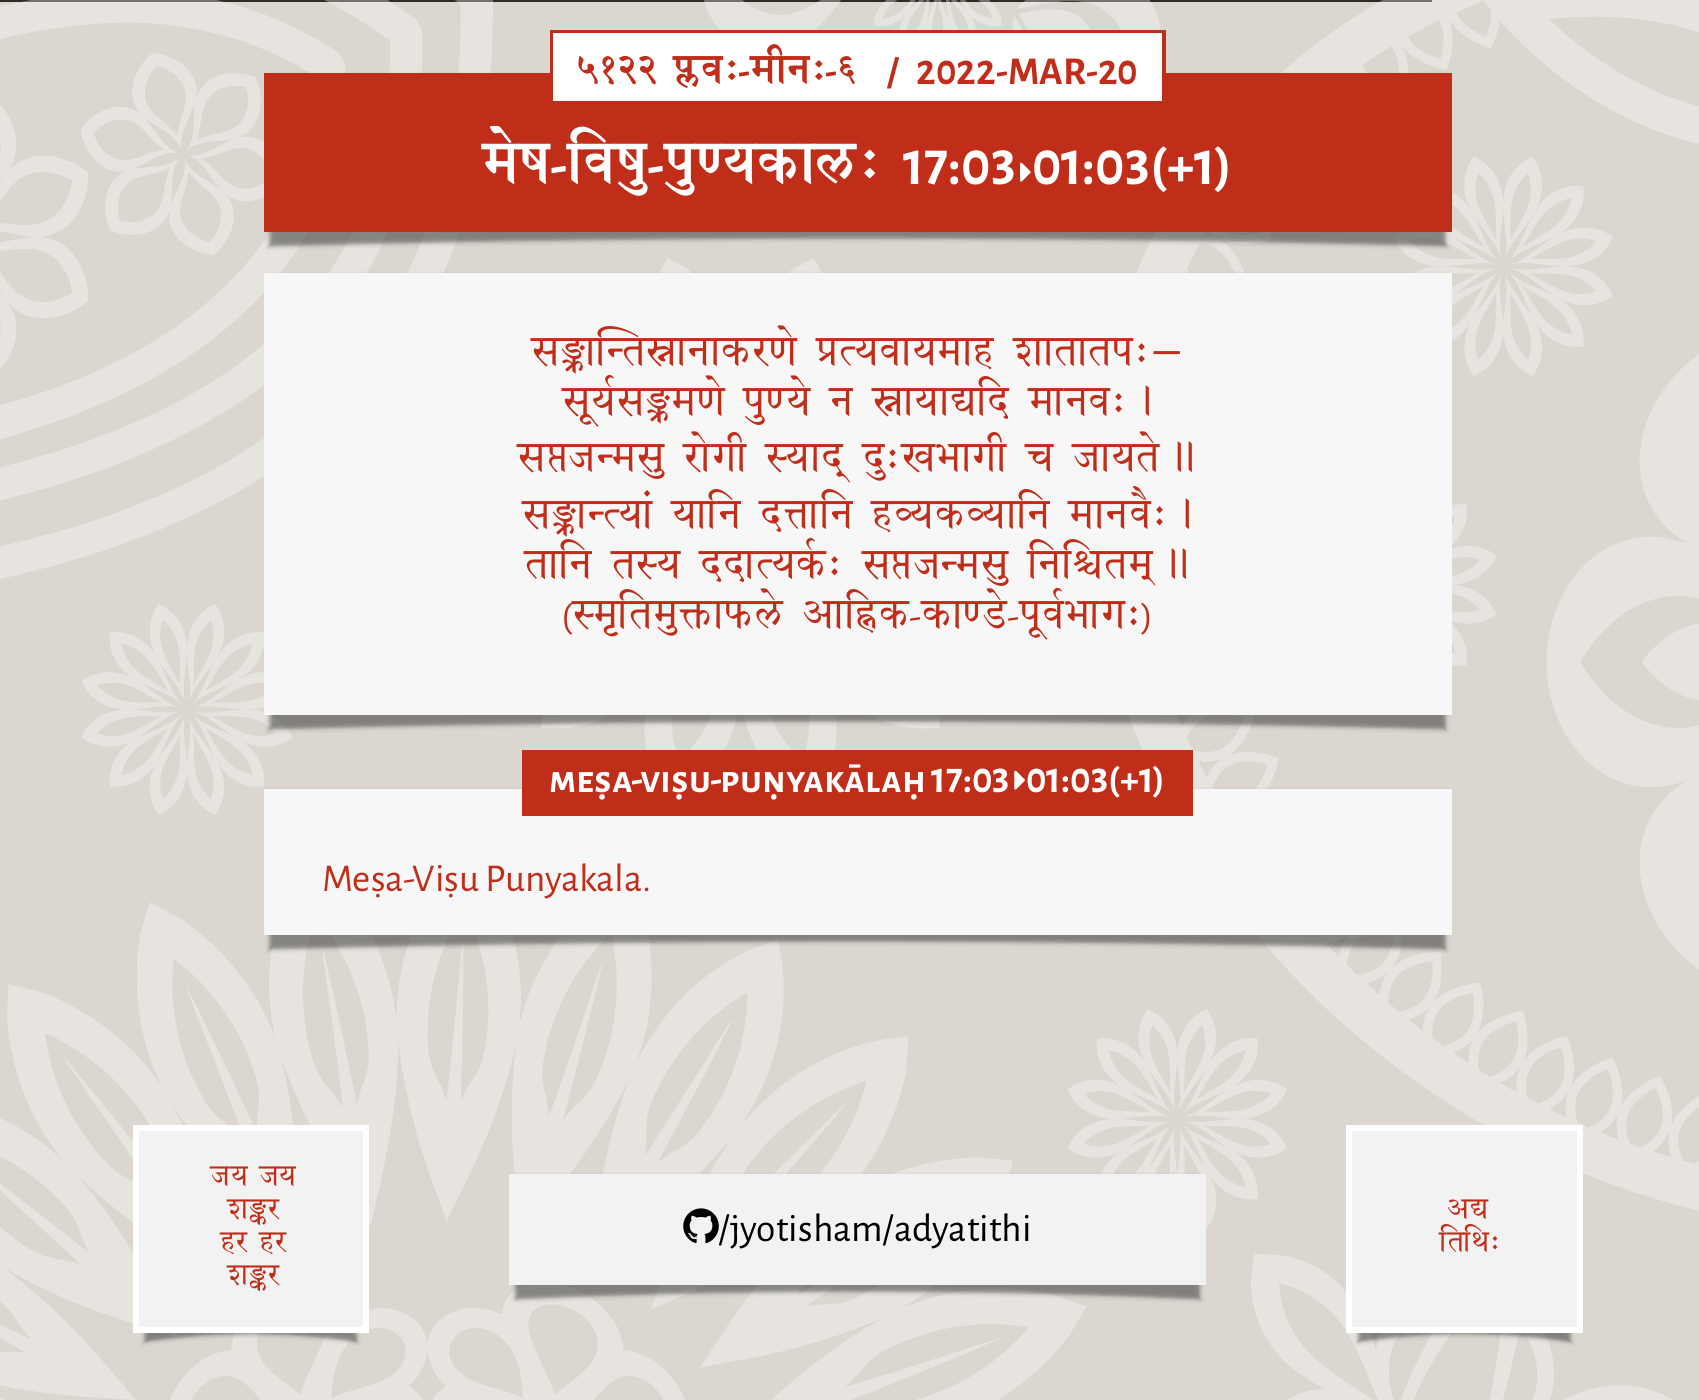 ५१२२ प्लवः-मीनः-६ / 2022-MAR-20
मेष-विषु-पुण्यकालः 17:03▸01:03(+1)
सङ्क्रान्तिस्नानाकरणे प्रत्यवायमाह शातातपः—
सूर्यसङ्क्रमणे पुण्ये न स्नायाद्यदि मानवः ।
सप्तजन्मसु रोगी स्याद् दुःखभागी च जायते ॥
सङ्क्रान्त्यां यानि दत्तानि हव्यकव्यानि मानवैः ।
तानि तस्य ददात्यर्कः सप्तजन्मसु निश्चितम् ॥
(स्मृतिमुक्ताफले आह्निक-काण्डे-पूर्वभागः)
MEṢA-VIṢU-PUṆYAKĀLAḤ 17:03▸01:03(+1)
Meṣa-Viṣu Punyakala.
जय जय
शङ्कर
हर हर
शङ्कर
/jyotisham/adyatithi
अद्य
तिथिः